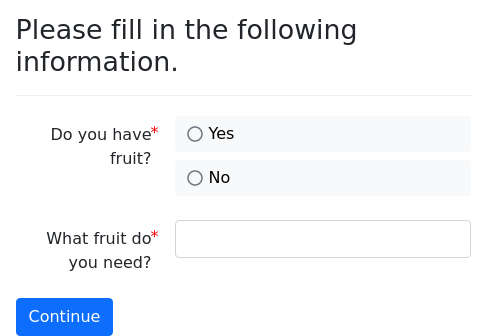 Please fill in the following
information.
Do you have*
fruit?
Yes
No
What fruit do*
you need?
Continue